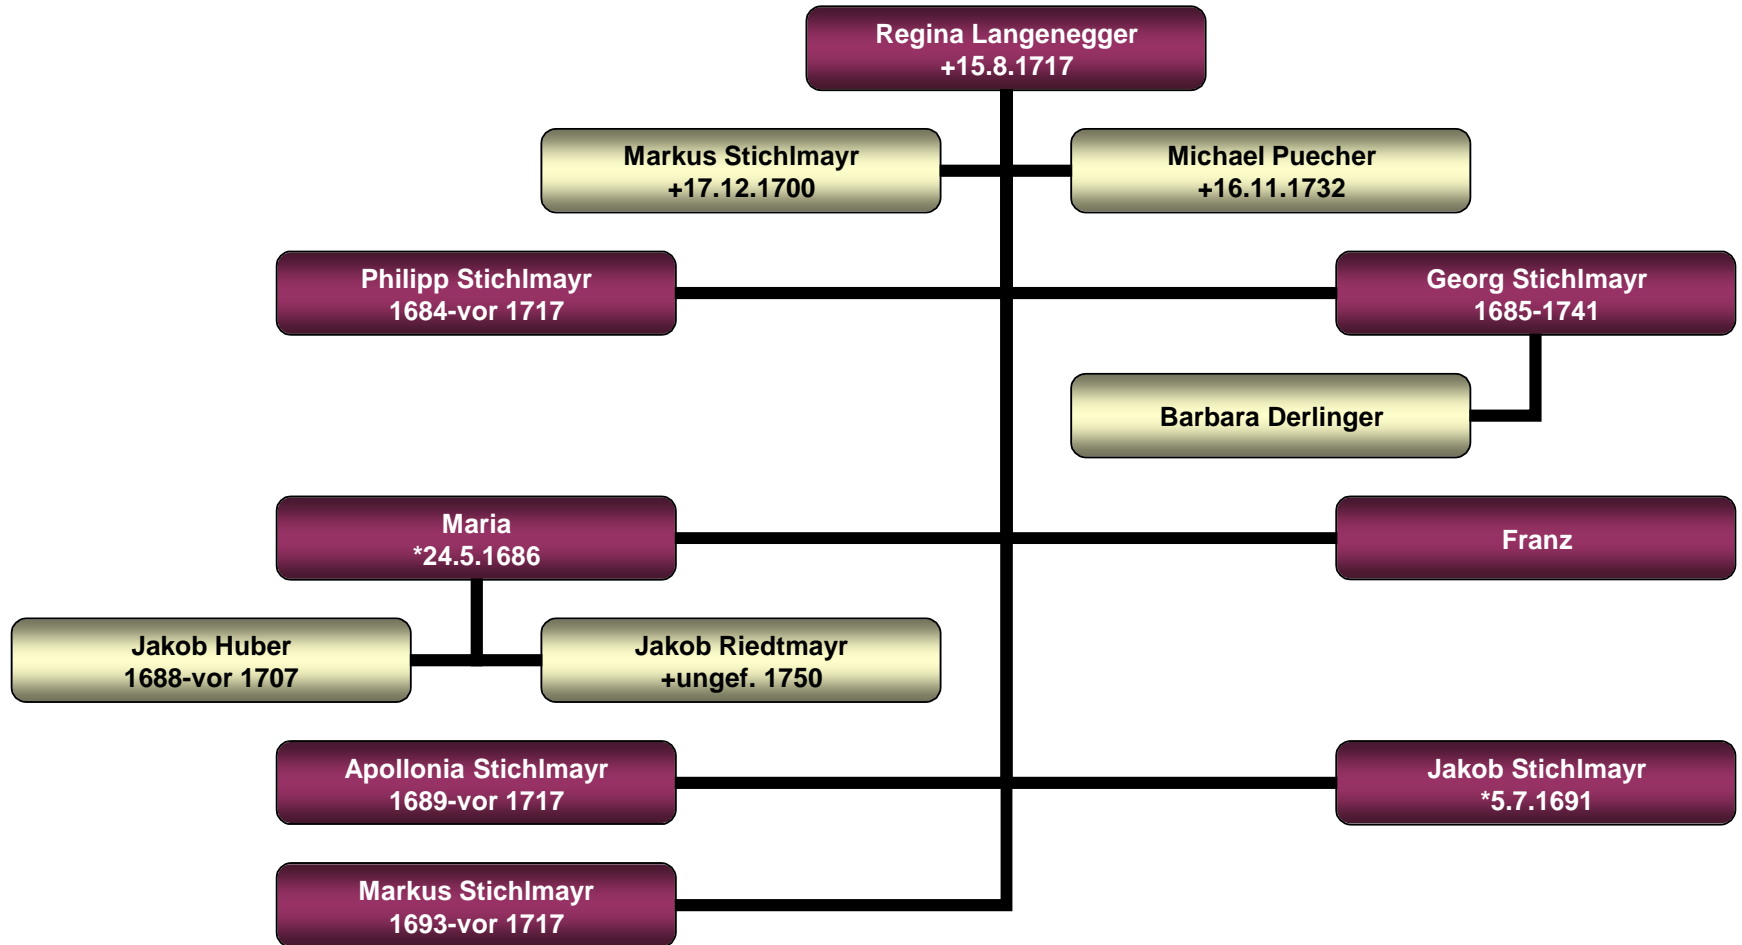 Regina Langenegger
+15.8.1717
Markus Stichlmayr
+17.12.1700
Michael Puecher
+16.11.1732
Philipp Stichlmayr
1684-vor 1717
Georg Stichlmayr
1685-1741
Barbara Derlinger
Maria
*24.5.1686
Franz
Jakob Huber
1688-vor 1707
Jakob Riedtmayr
+ungef. 1750
Apollonia Stichlmayr
1689-vor 1717
Jakob Stichlmayr
*5.7.1691
Markus Stichlmayr
1693-vor 1717